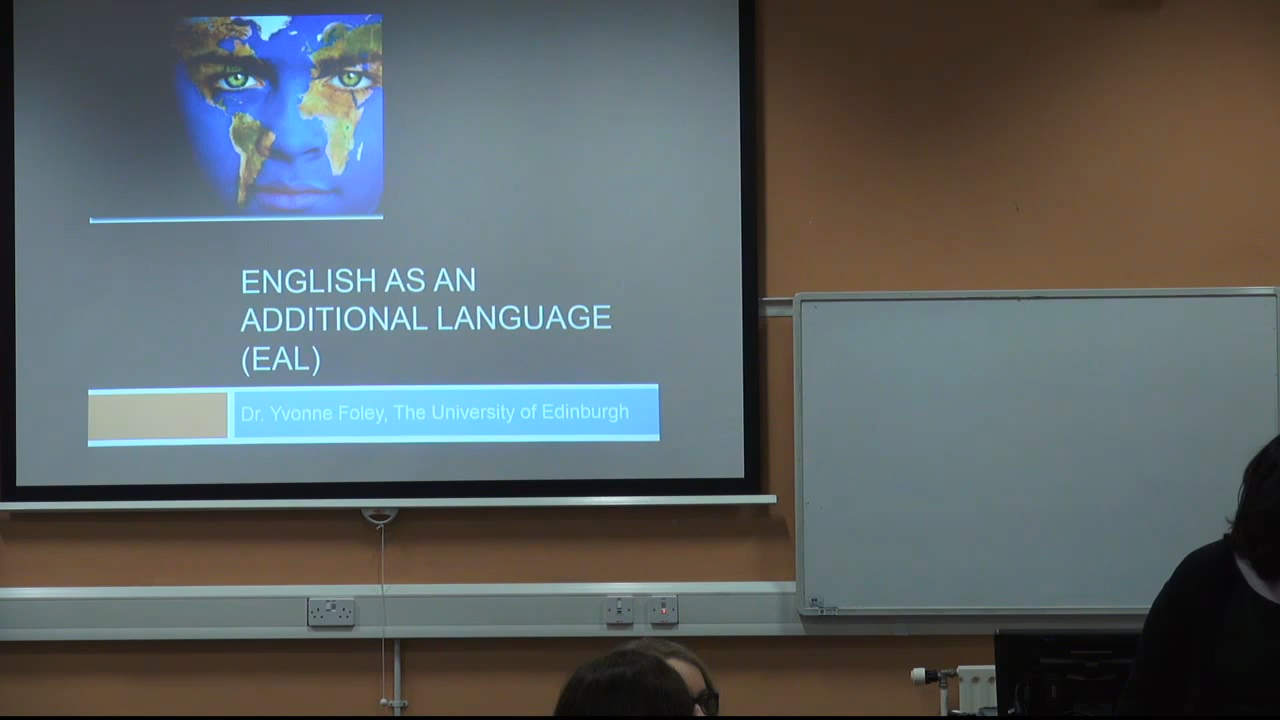 ENGLISH AS AN
ADDITIONAL LANGUAGE
(EAL)
Dr. Yvonne Foley, The University of Edinburgh